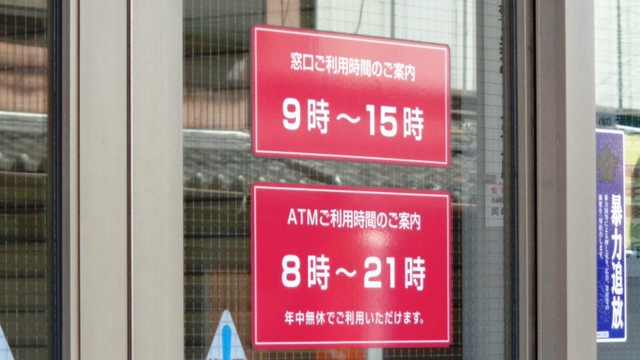 窓口ご利用時間のご案内
9時～15時
ATMご利用時間のご案内
8時～21時
年中無休でご利用いただけます。
暴力追放